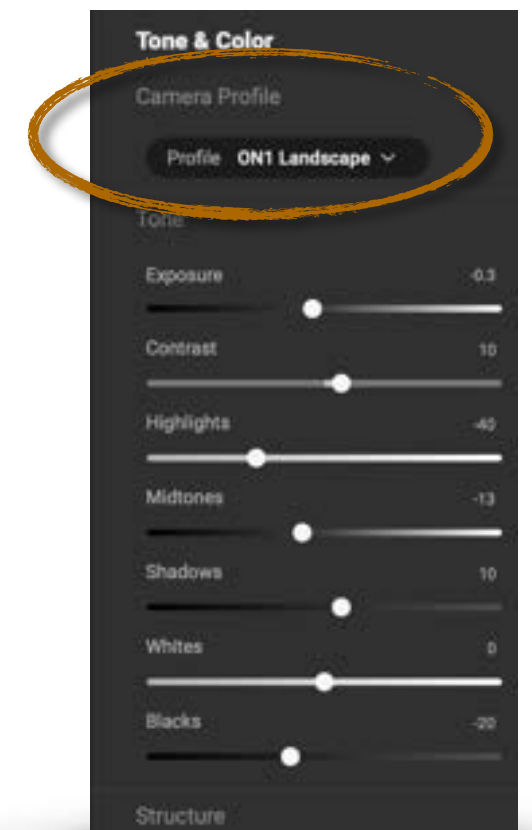 Tone & Color
Camera Profile
Profile ON1 Landscape
Tone
Exposure -0.3
Contrast 10
Highlights -40
Midtones -13
Shadows 10
Whites 0
Blacks -20
Structure